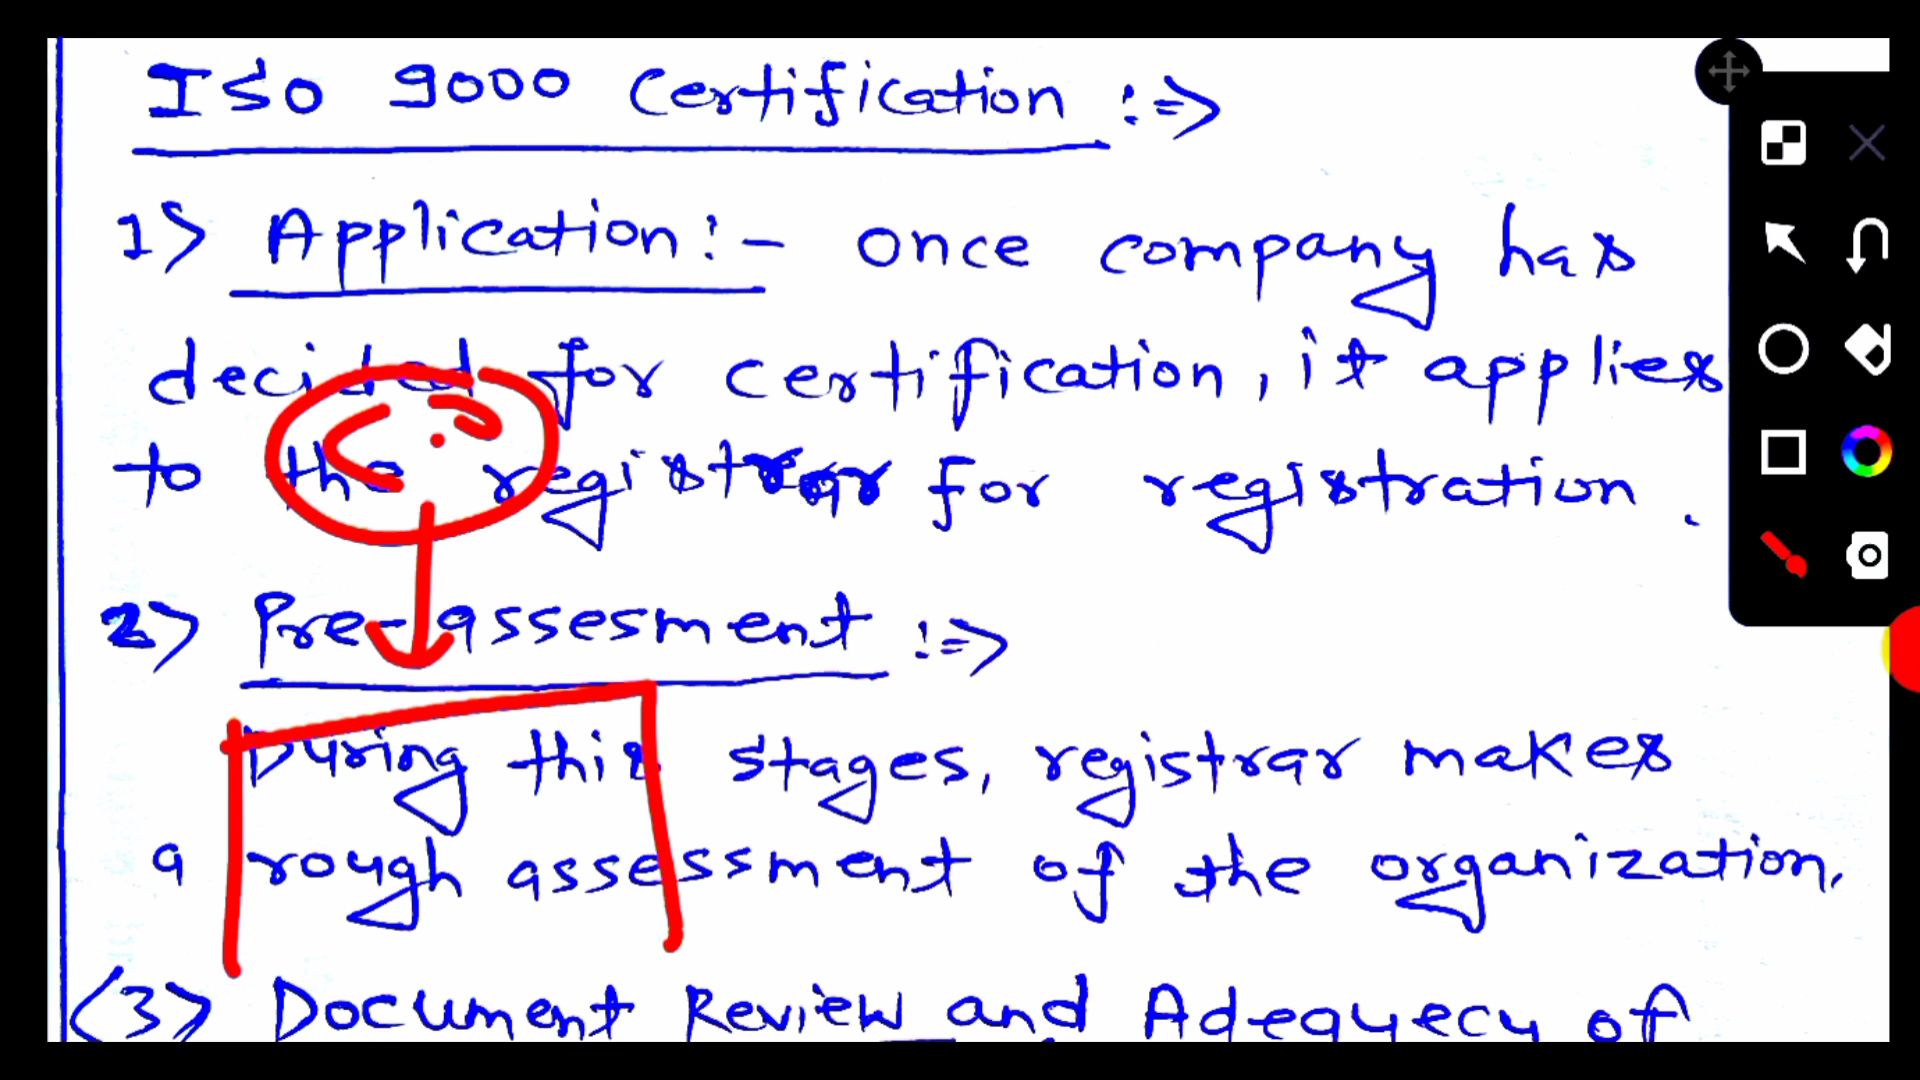 ISO 9000 Certification :=>
1> Application :- once company has
decided for certification, it applies
to the registrar for registration.
2> Pre-assesment :=>
During this stages, registrar makes
a rough assessment of the organization.
(3) Document Review and Adequecy of